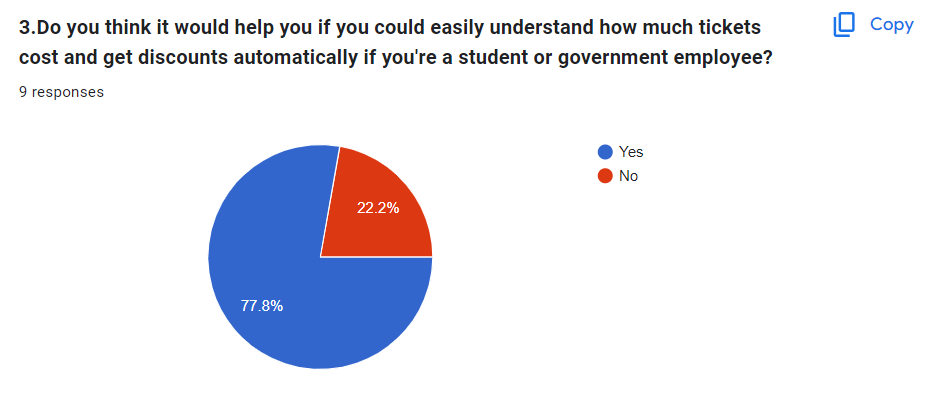 3.Do you think it would help you if you could easily understand how much tickets
cost and get discounts automatically if you're a student or government employee?
Copy
9 responses
Yes
No
22.2%
77.8%